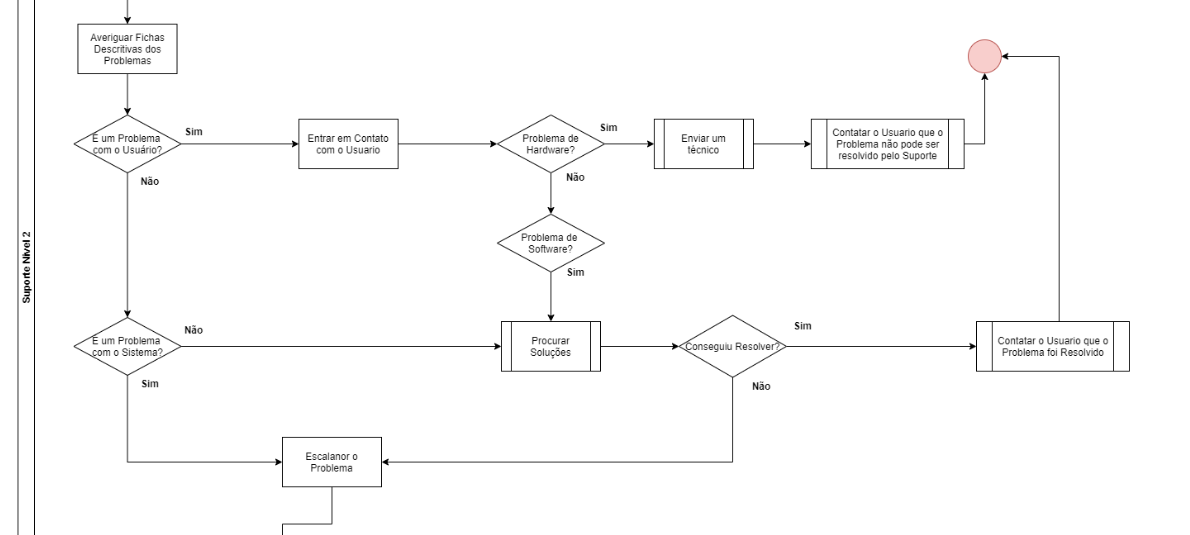 Averiguar Fichas
Descritivas dos
Problemas
É um Problema
com o Usuário?
Sim
Não
Entrar em Contato
com o Usuario
Problema de
Hardware?
Sim
Não
Enviar um
técnico
Contatar o Usuario que o
Problema não pode ser
resolvido pelo Suporte
Problema de
Software?
Sim
Suporte Nível 2
É um Problema
com o Sistema?
Não
Sim
Procurar
Soluções
Conseguiu Resolver?
Sim
Não
Contatar o Usuario que o
Problema foi Resolvido
Escalanor o
Problema